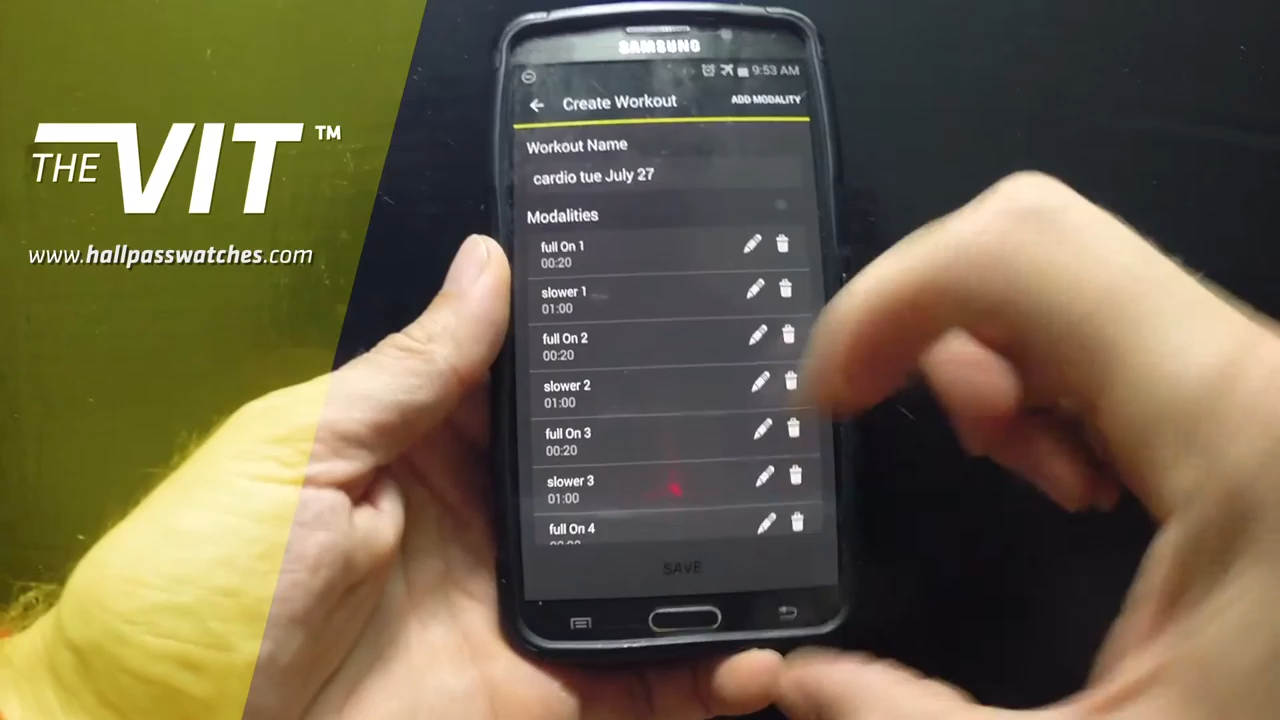 THE VIT™
www.hallpasswatches.com
SAMSUNG
9:53 AM
Create Workout
ADD MODALITY
Workout Name
cardio tue July 27
Modalities
full On 1
00:20
slower 1
01:00
full On 2
00:20
slower 2
01:00
full On 3
00:20
slower 3
01:00
full On 4
SAVE